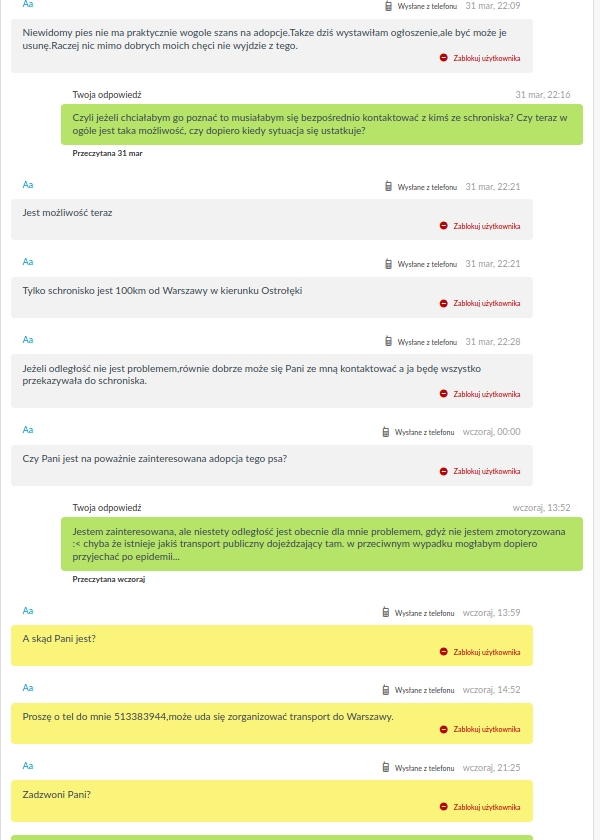 Aa
Wysłane z telefonu 31 mar, 22:09
Niewidomy pies nie ma praktycznie wogole szans na adopcje.Takze dziś wystawiłam ogłoszenie,ale być może je
usunę.Raczej nic mimo dobrych moich chęci nie wyjdzie z tego.
Zablokuj użytkownika
Twoja odpowiedź 31 mar, 22:16
Czyli jeżeli chciałabym go poznać to musiałabym się bezpośrednio kontaktować z kimś ze schroniska? Czy teraz w
ogóle jest taka możliwość, czy dopiero kiedy sytuacja się ustatkuje?
Przeczytana 31 mar
Aa
Wysłane z telefonu 31 mar, 22:21
Jest możliwość teraz
Zablokuj użytkownika
Aa
Wysłane z telefonu 31 mar, 22:21
Tylko schronisko jest 100km od Warszawy w kierunku Ostrołęki
Zablokuj użytkownika
Aa
Wysłane z telefonu 31 mar, 22:28
Jeżeli odległość nie jest problemem,równie dobrze może się Pani ze mną kontaktować a ja będę wszystko
przekazywała do schroniska.
Zablokuj użytkownika
Aa
Wysłane z telefonu wczoraj, 00:00
Czy Pani jest na poważnie zainteresowana adopcja tego psa?
Zablokuj użytkownika
Twoja odpowiedź wczoraj, 13:52
Jestem zainteresowana, ale niestety odległość jest obecnie dla mnie problemem, gdyż nie jestem zmotoryzowana
:< chyba że istnieje jakiś transport publiczny dojeżdzający tam. w przeciwnym wypadku mogłabym dopiero
przyjechać po epidemii...
Przeczytana wczoraj
Aa
Wysłane z telefonu wczoraj, 13:59
A skąd Pani jest?
Zablokuj użytkownika
Aa
Wysłane z telefonu wczoraj, 14:52
Proszę o tel do mnie 513383944,może uda się zorganizować transport do Warszawy.
Zablokuj użytkownika
Aa
Wysłane z telefonu wczoraj, 21:25
Zadzwoni Pani?
Zablokuj użytkownika